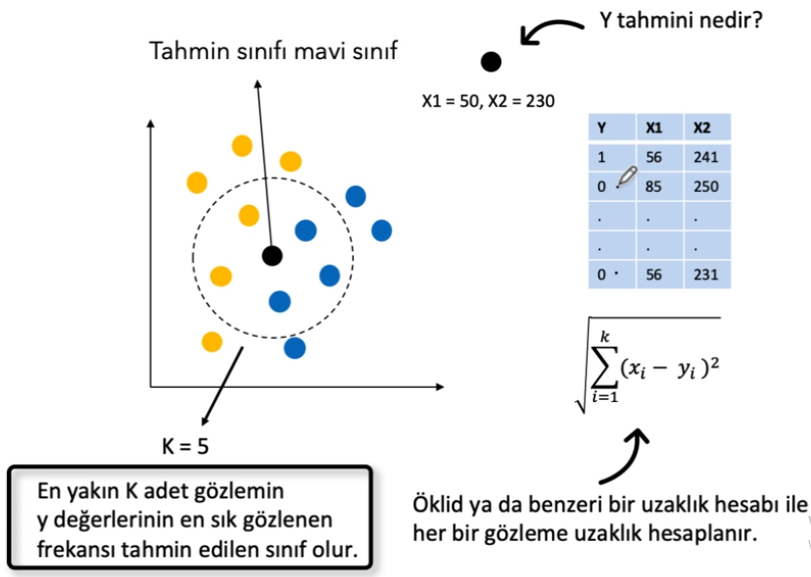 Y tahmini nedir?
Tahmin sınıfı mavi sınıf
X1 = 50, X2 = 230
Y X1 X2
1 56 241
0 85 250
. . .
. . .
0 56 231
√(∑_{i=1}^{k} (x_i − y_i)²)
K = 5
En yakın K adet gözlemin
y değerlerinin en sık gözlenen
frekansı tahmin edilen sınıf olur.
Öklid ya da benzeri bir uzaklık hesabı ile
her bir gözleme uzaklık hesaplanır.